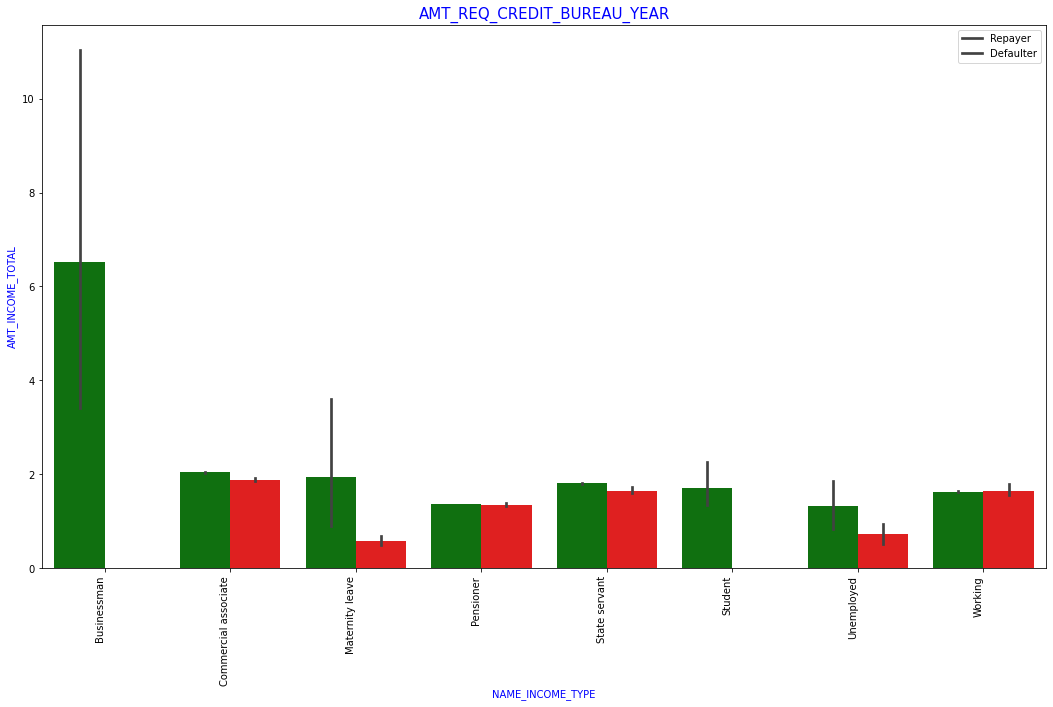 AMT_REQ_CREDIT_BUREAU_YEAR
Repayer
Defaulter
AMT_INCOME_TOTAL
10
8
6
4
2
0
Businessman
Commercial associate
Maternity leave
Pensioner
State servant
Student
Unemployed
Working
NAME_INCOME_TYPE